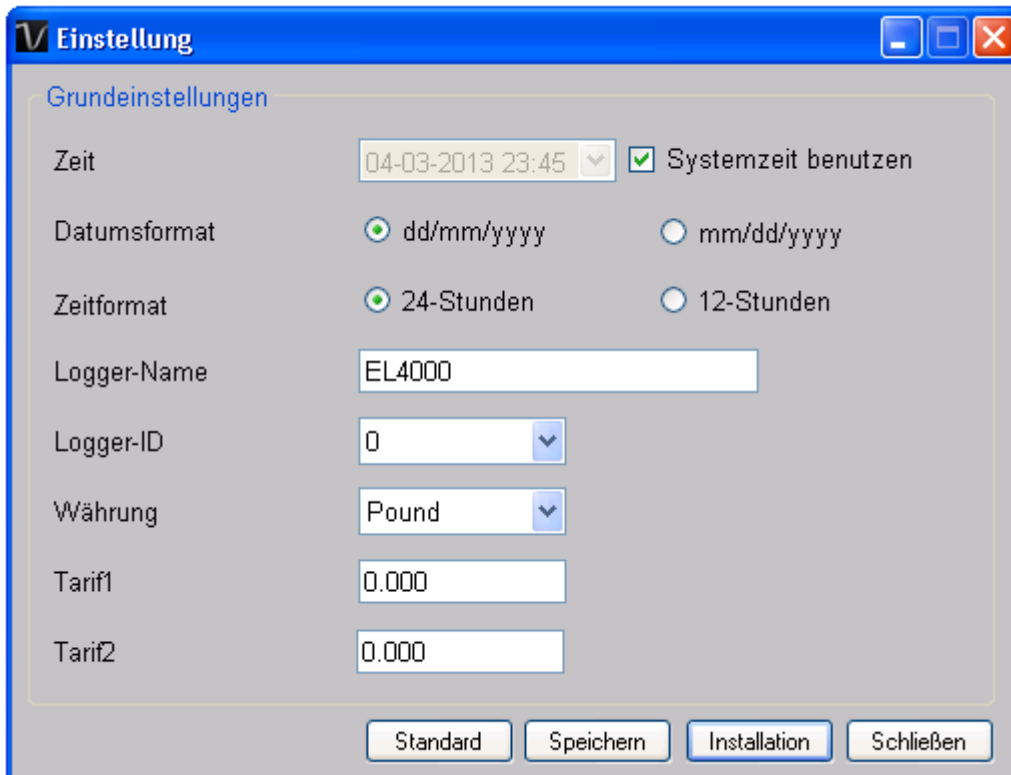 Einstellung
Grundeinstellungen
Zeit 04-03-2013 23:45 Systemzeit benutzen
Datumsformat dd/mm/yyyy mm/dd/yyyy
Zeitformat 24-Stunden 12-Stunden
Logger-Name EL4000
Logger-ID 0
Währung Pound
Tarif1 0.000
Tarif2 0.000
Standard Speichern Installation Schließen